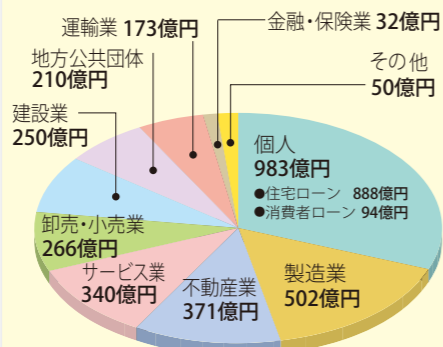 運輸業 173億円
金融・保険業 32億円
地方公共団体
210億円
その他
50億円
建設業
250億円
個人
983億円
●住宅ローン 888億円
●消費者ローン 94億円
卸売・小売業
266億円
サービス業
340億円
不動産業
371億円
製造業
502億円